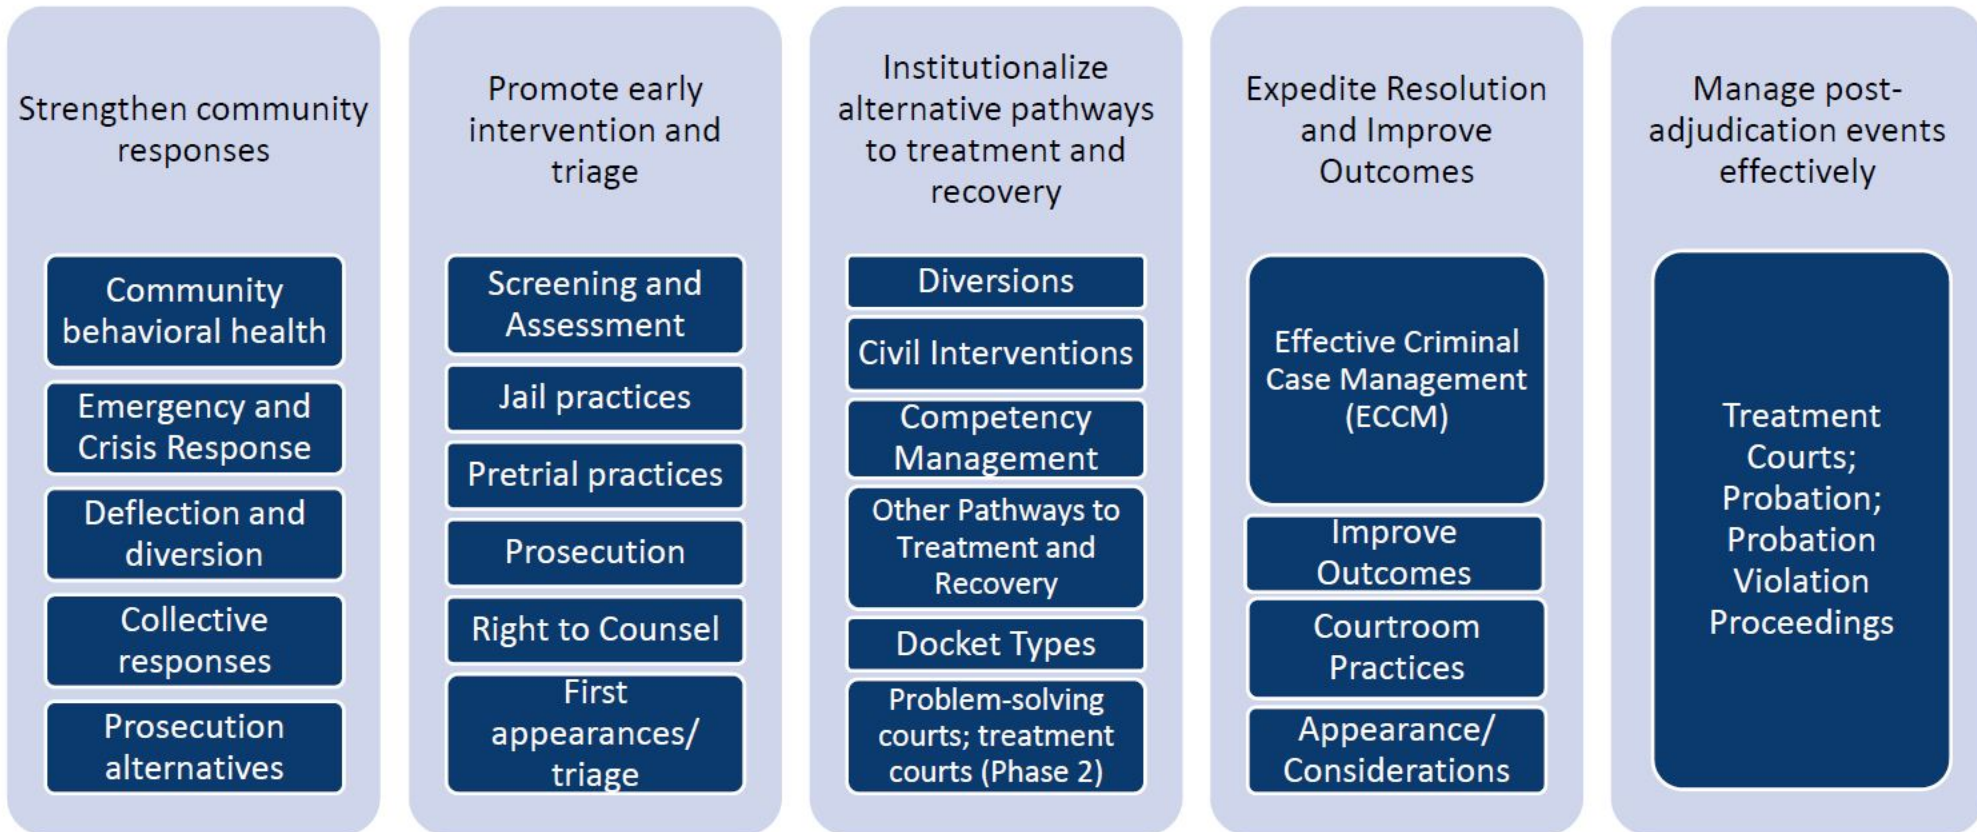 Strengthen community
responses
Community
behavioral health
Emergency and
Crisis Response
Deflection and
diversion
Collective
responses
Prosecution
alternatives
Promote early
intervention and
triage
Screening and
Assessment
Jail practices
Pretrial practices
Prosecution
Right to Counsel
First
appearances/
triage
Institutionalize
alternative pathways
to treatment and
recovery
Diversions
Civil Interventions
Competency
Management
Other Pathways to
Treatment and
Recovery
Docket Types
Problem-solving
courts; treatment
courts (Phase 2)
Expedite Resolution
and Improve
Outcomes
Effective Criminal
Case Management
(ECCM)
Improve
Outcomes
Courtroom
Practices
Appearance/
Considerations
Manage post-
adjudication events
effectively
Treatment
Courts;
Probation;
Probation
Violation
Proceedings